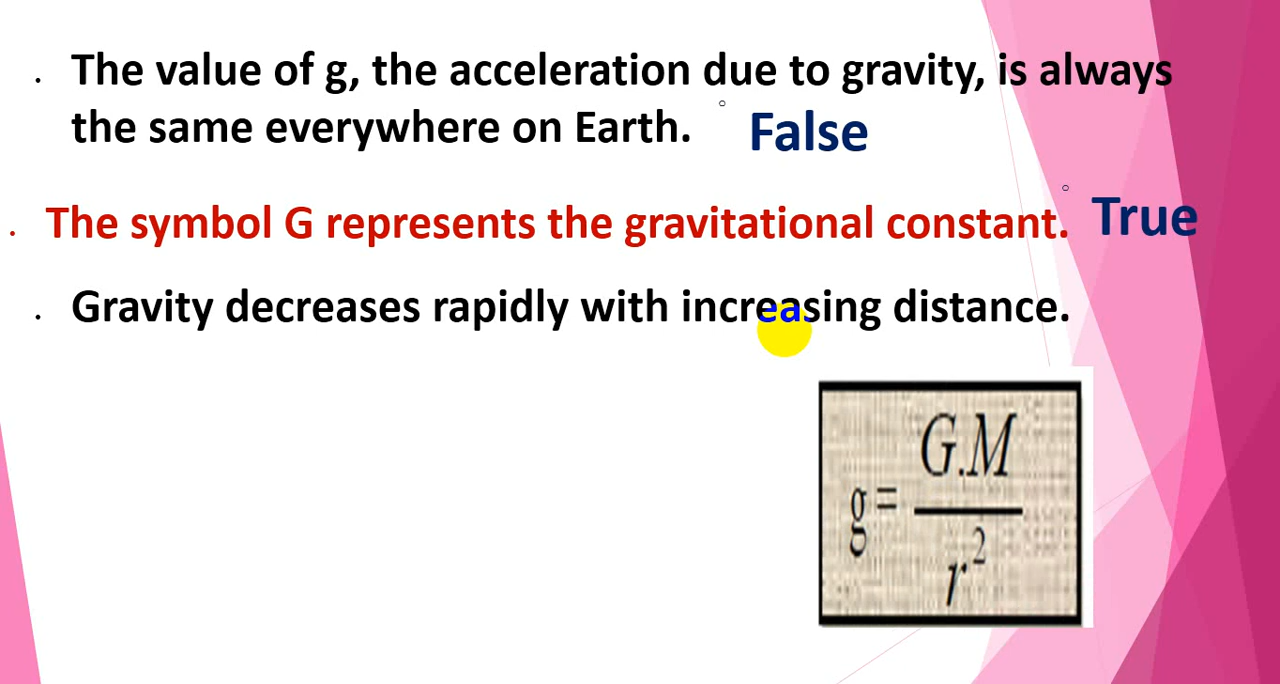 . The value of g, the acceleration due to gravity, is always
the same everywhere on Earth. ° False
. The symbol G represents the gravitational constant. ° True
. Gravity decreases rapidly with increasing distance.
g = G.M / r²